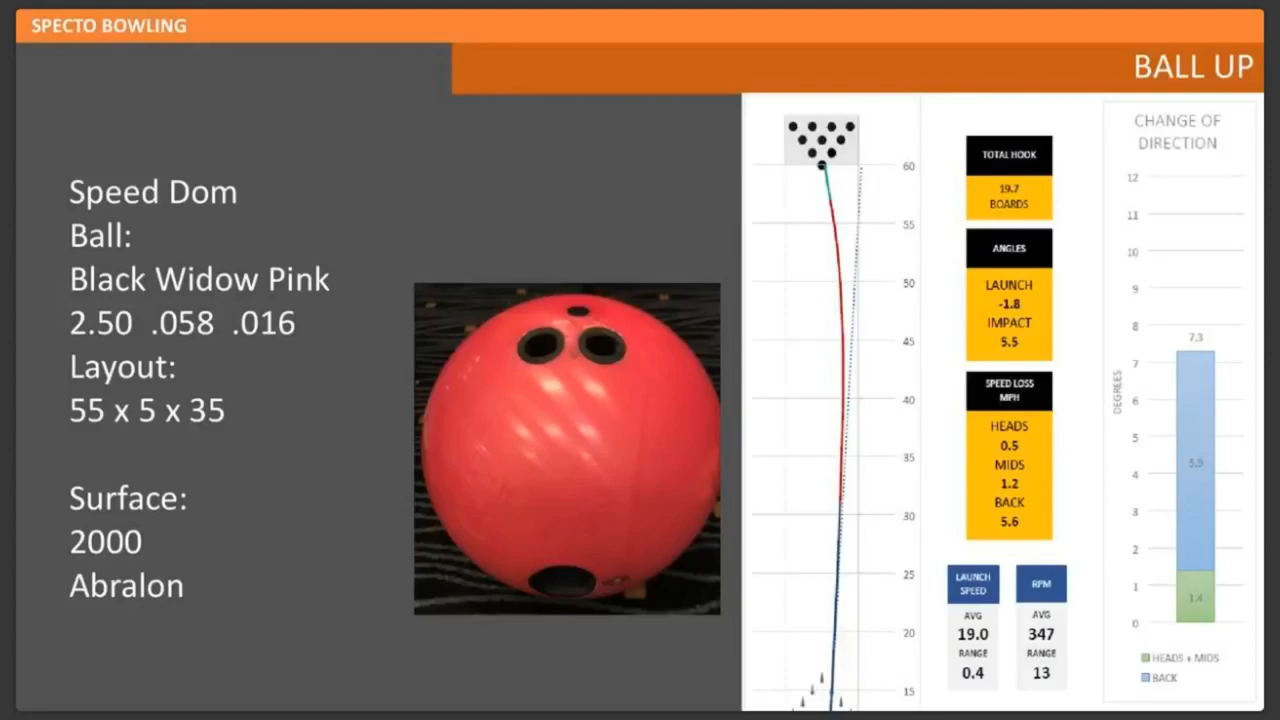 SPECTO BOWLING
BALL UP
Speed Dom
Ball:
Black Widow Pink
2.50 .058 .016
Layout:
55 x 5 x 35
Surface:
2000
Abralon
60
55
50
45
40
35
30
25
20
15
TOTAL HOOK
19.7
BOARDS
ANGLES
LAUNCH
-1.8
IMPACT
5.5
SPEED LOSS
MPH
HEADS
0.5
MIDS
1.2
BACK
5.6
LAUNCH
SPEED
AVG
19.0
RANGE
0.4
RPM
AVG
347
RANGE
13
CHANGE OF
DIRECTION
DEGREES
12
11
10
9
8
7
6
5
4
3
2
1
0
7.3
5.9
1.4
HEADS + MIDS
BACK